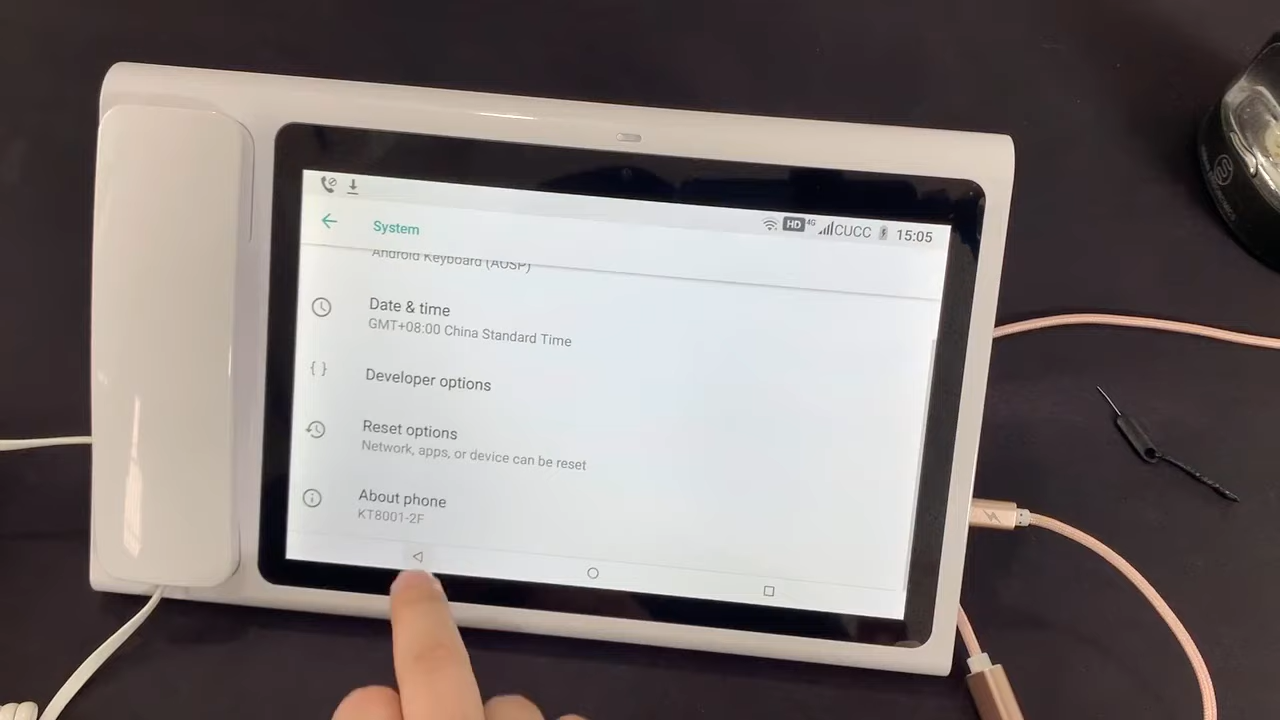 HD 4G CUCC 15:05
System
Android Keyboard (AOSP)
Date & time
GMT+08:00 China Standard Time
{ } Developer options
Reset options
Network, apps, or device can be reset
About phone
KT8001-2F